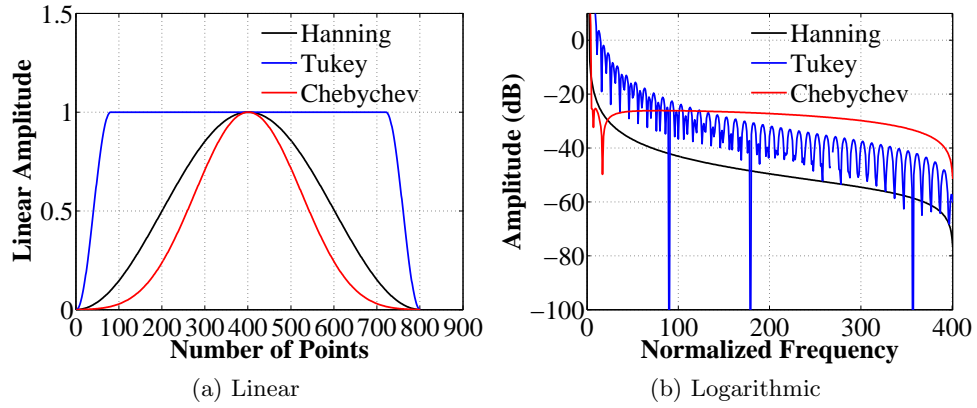 1.5
1
0.5
0
Linear Amplitude
Hanning
Tukey
Chebychev
0 100 200 300 400 500 600 700 800 900
Number of Points
(a) Linear
0
−20
−40
−60
−80
−100
Amplitude (dB)
Hanning
Tukey
Chebychev
0 100 200 300 400
Normalized Frequency
(b) Logarithmic